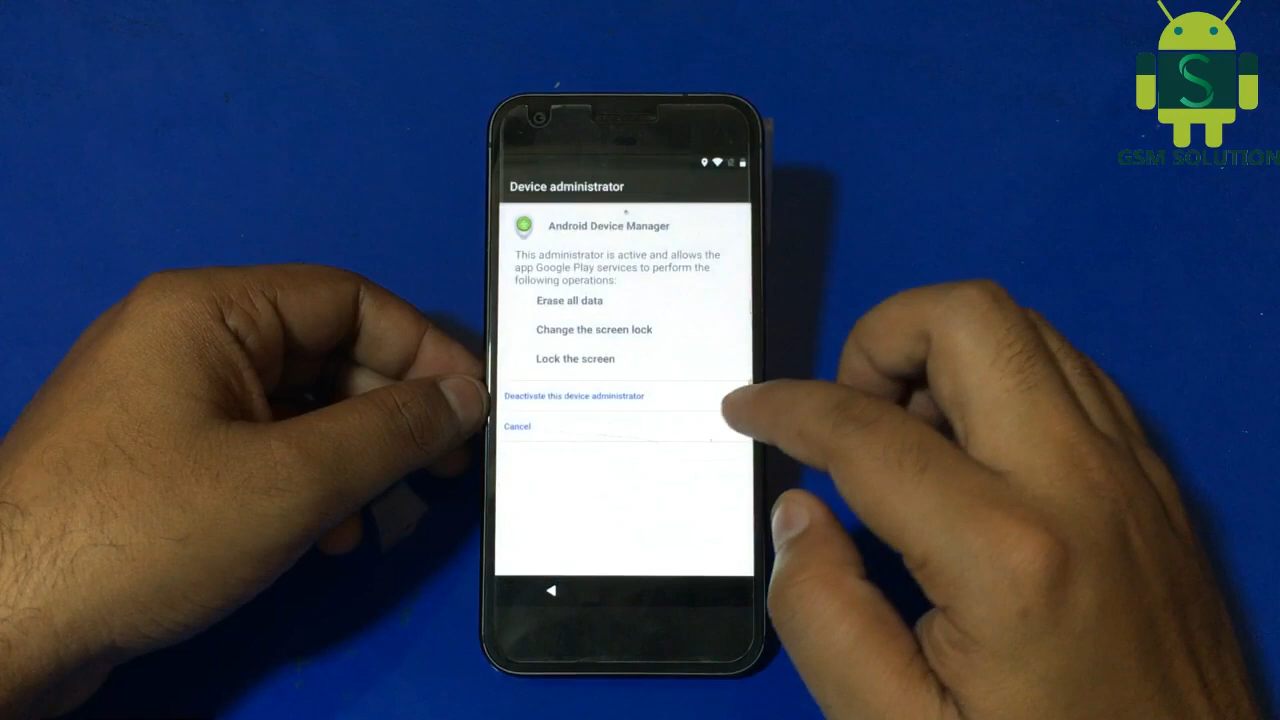 GSM SOLUTION
Device administrator
Android Device Manager
This administrator is active and allows the
app Google Play services to perform the
following operations:
Erase all data
Change the screen lock
Lock the screen
Deactivate this device administrator
Cancel